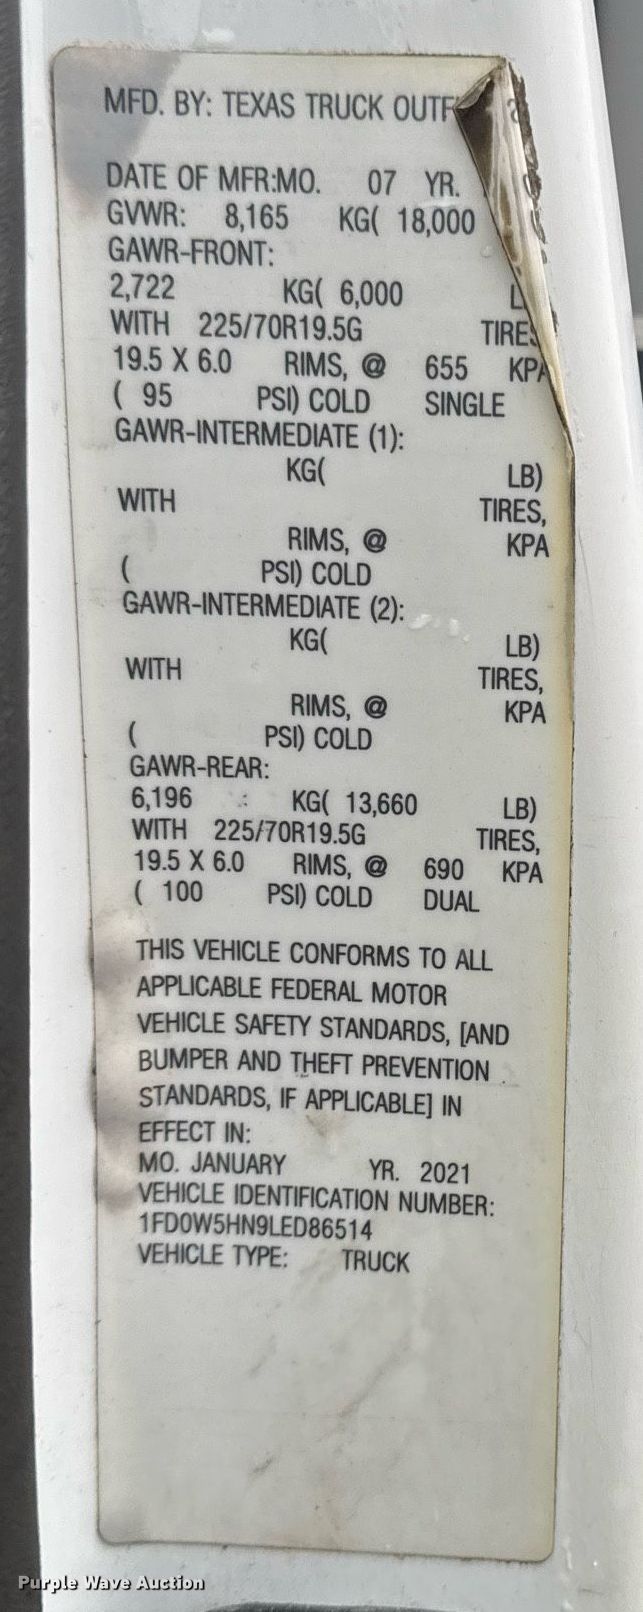 MFD. BY: TEXAS TRUCK
DATE OF MFR:MO. 07 YR.
GVWR: 8,165 KG( 18,000
GAWR-FRONT:
2,722 KG( 6,000
WITH 225/70R19.5G TIRES
19.5 X 6.0 RIMS, @ 655 KPA
( 95 PSI) COLD SINGLE
GAWR-INTERMEDIATE (1):
KG( LB)
WITH TIRES,
RIMS, @ KPA
( PSI) COLD
GAWR-INTERMEDIATE (2):
KG( LB)
WITH TIRES,
RIMS, @ KPA
( PSI) COLD
GAWR-REAR:
6,196 KG( 13,660 LB)
WITH 225/70R19.5G TIRES,
19.5 X 6.0 RIMS, @ 690 KPA
( 100 PSI) COLD DUAL
THIS VEHICLE CONFORMS TO ALL
APPLICABLE FEDERAL MOTOR
VEHICLE SAFETY STANDARDS, [AND
BUMPER AND THEFT PREVENTION
STANDARDS, IF APPLICABLE] IN
EFFECT IN:
MO. JANUARY YR. 2021
VEHICLE IDENTIFICATION NUMBER:
1FD0W5HN9LED86514
VEHICLE TYPE: TRUCK
Purple Wave Auction